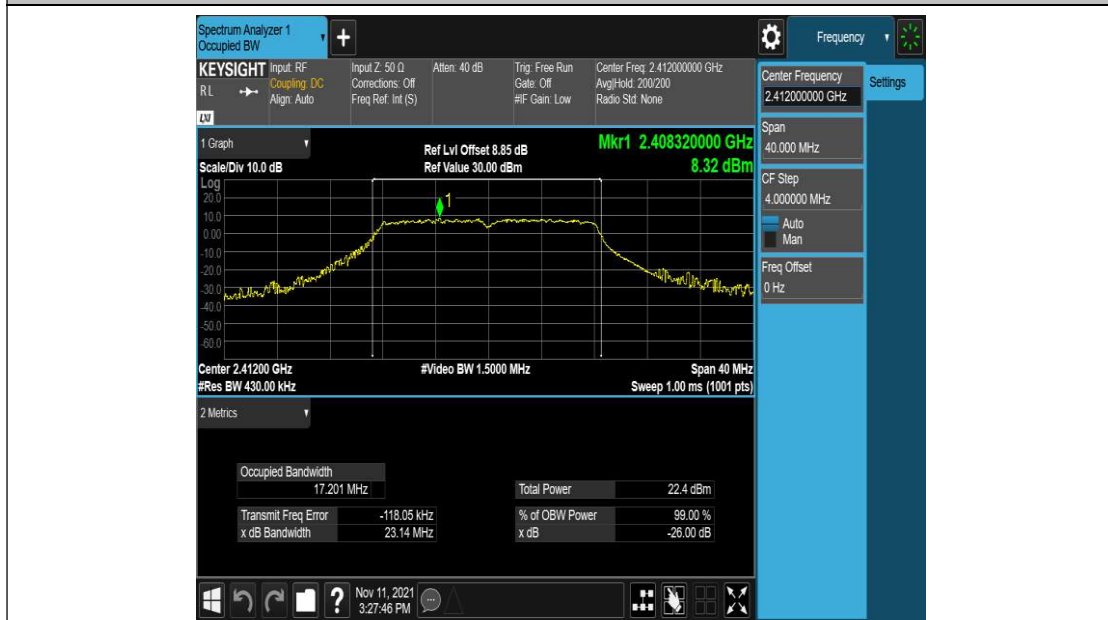 Spectrum Analyzer 1
Occupied BW
+
Frequency
KEYSIGHT
RL
LXI
Input: RF
Coupling: DC
Align: Auto
Input Z: 50 Ω
Corrections: Off
Freq Ref: Int (S)
Atten: 40 dB
Trig: Free Run
Gate: Off
#IF Gain: Low
Center Freq: 2.412000000 GHz
Avg|Hold: 200/200
Radio Std: None
Center Frequency
2.412000000 GHz
Settings
Span
40.000 MHz
CF Step
4.000000 MHz
Auto
Man
Freq Offset
0 Hz
1 Graph
Scale/Div 10.0 dB
Ref Lvl Offset 8.85 dB
Ref Value 30.00 dBm
Mkr1 2.408320000 GHz
8.32 dBm
Log
1
20.0
10.0
0.00
-10.0
-20.0
-30.0
-40.0
-50.0
-60.0
Center 2.41200 GHz
#Video BW 1.5000 MHz
Span 40 MHz
#Res BW 430.00 kHz
Sweep 1.00 ms (1001 pts)
2 Metrics
Occupied Bandwidth
17.201 MHz
Total Power 22.4 dBm
Transmit Freq Error -118.05 kHz
% of OBW Power 99.00 %
x dB Bandwidth 23.14 MHz
x dB -26.00 dB
?
Nov 11, 2021
3:27:46 PM